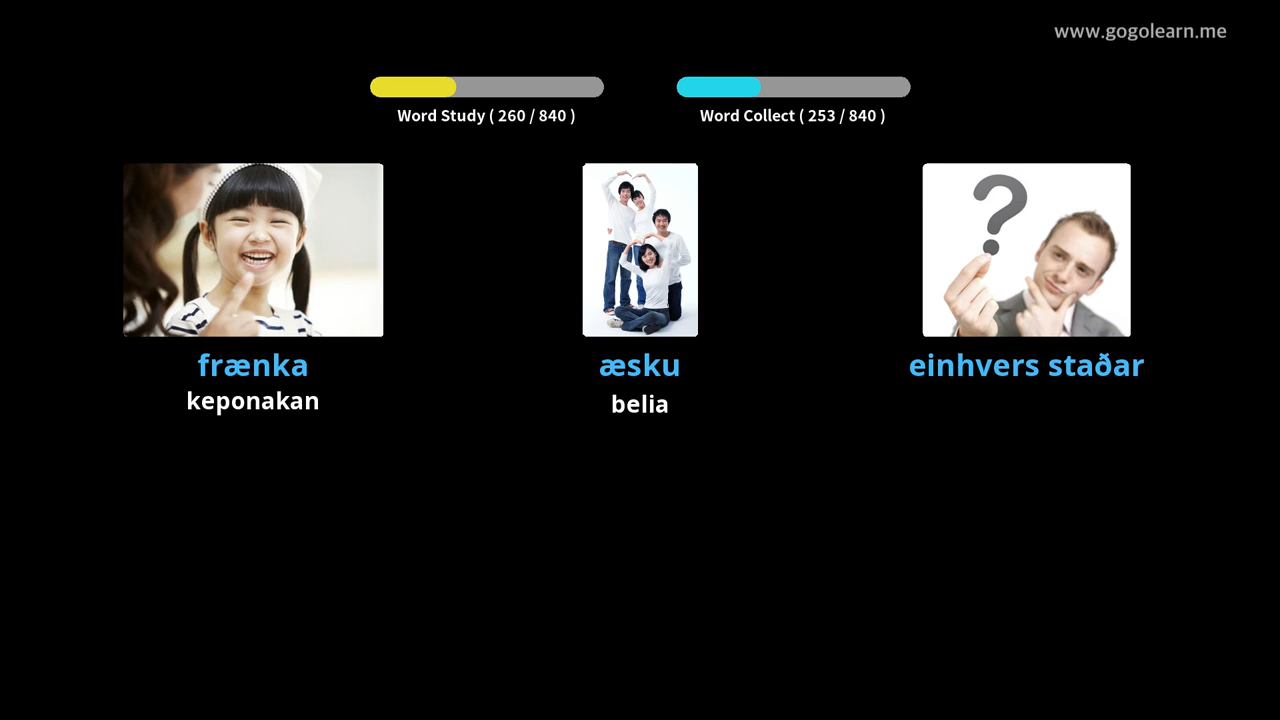 www.gogolearn.me
Word Study ( 260 / 840 )
Word Collect ( 253 / 840 )
frænka
keponakan
æsku
belia
einhvers staðar